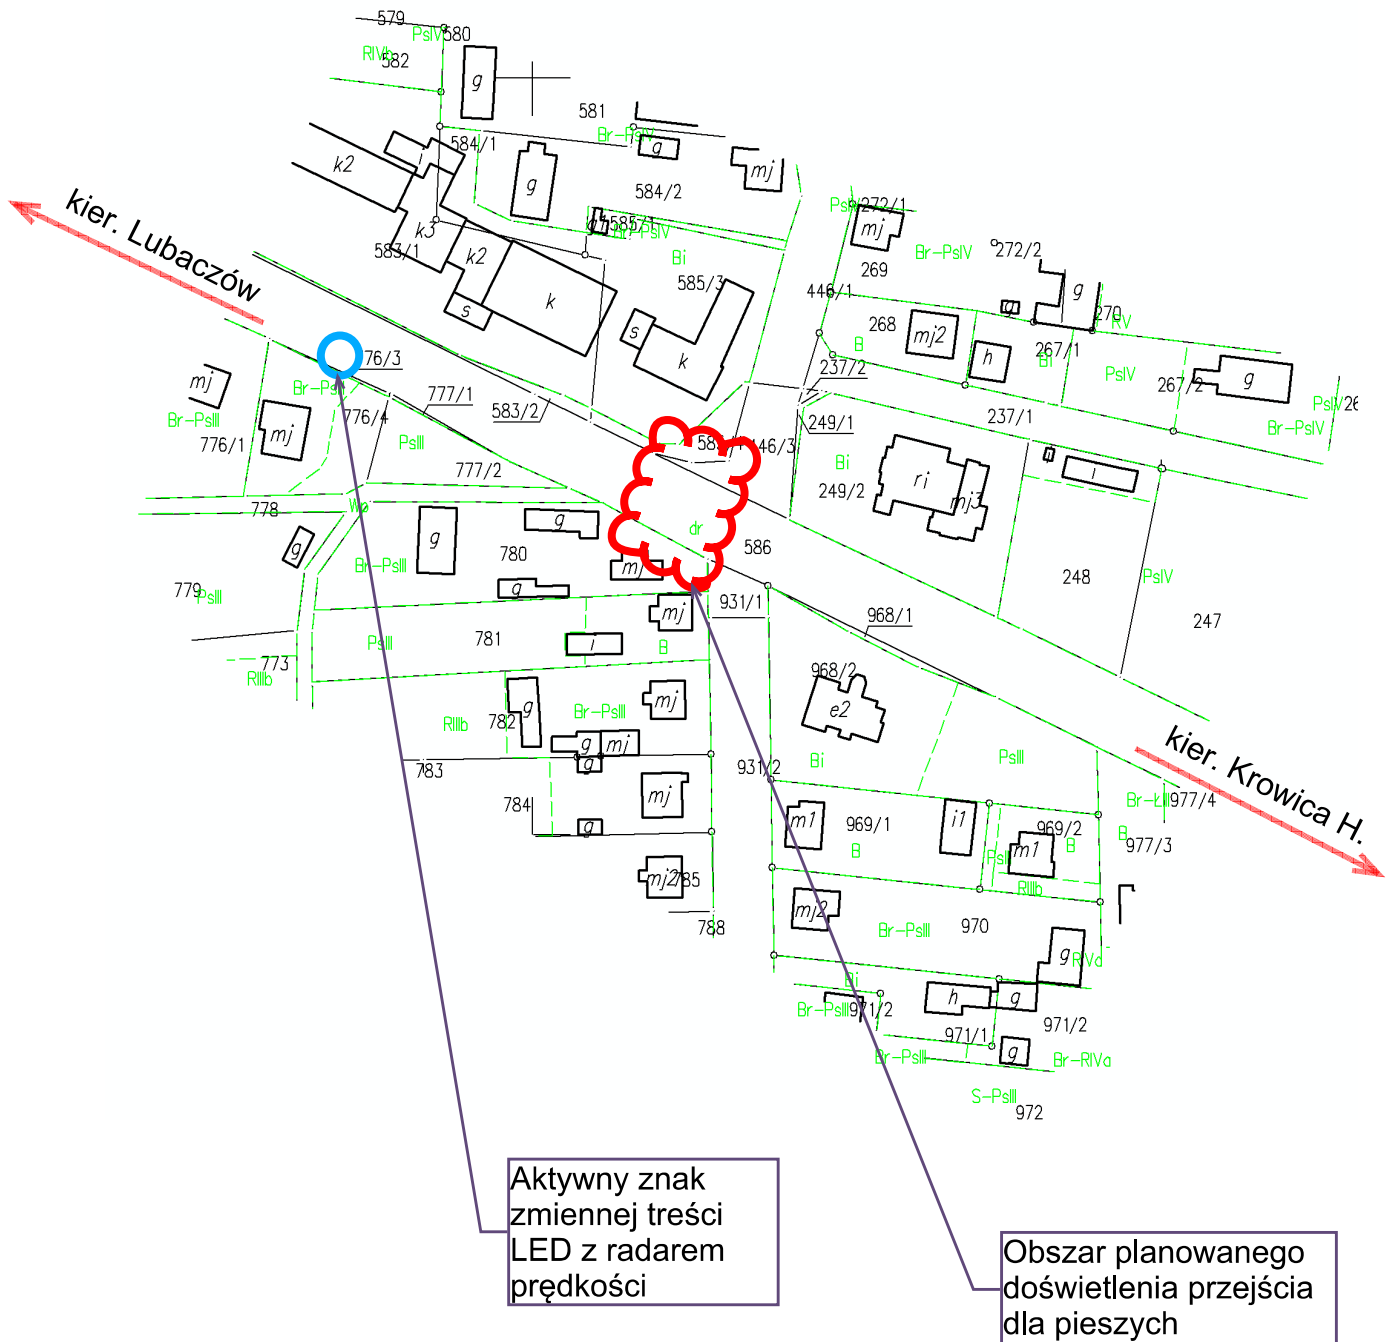 579
PsIV
580
RIVb
582
g
581
Br-PsIV
g
584/1
k2
i
g
mj
584/2
PsIV
272/1
585/1
Br-PsIV
mj
Br-PsIV
272/2
kier. Lubaczów
k3
583/1
k2
Bi
585/3
269
446/1
g
g
270
RV
k
s
s
k
268
B
mj2
h
Bi
267/1
PsIV
267/2
g
76/3
237/2
mj
Br-PsIII
776/1
mj
776/4
777/1
583/2
PsIII
777/2
249/1
237/1
PsIV
26
Br-PsIV
446/3
Bi
249/2
ri
mj3
i
778
g
g
g
780
Br-PsIII
dr
586
mj
779
PsIII
g
931/1
248
PsIV
247
968/1
mj
773
RIIIb
PsIII
781
i
B
968/2
e2
g
782
RIIIb
Br-PsIII
mj
g
mj
g
783
931/2
Bi
PsIII
kier. Krowica H.
mj
784
g
Br-ŁIII
977/4
m1
969/1
B
i1
969/2
B
B
977/3
PsIII
m1
RIIIb
mj2
785
788
mj2
Br-PsIII
970
g
RIVa
Bi
Br-PsIII
971/2
h
g
971/1
971/2
g
Br-PsIII
Br-RIVa
S-PsIII
972
Aktywny znak
zmiennej treści
LED z radarem
prędkości
Obszar planowanego
doświetlenia przejścia
dla pieszych